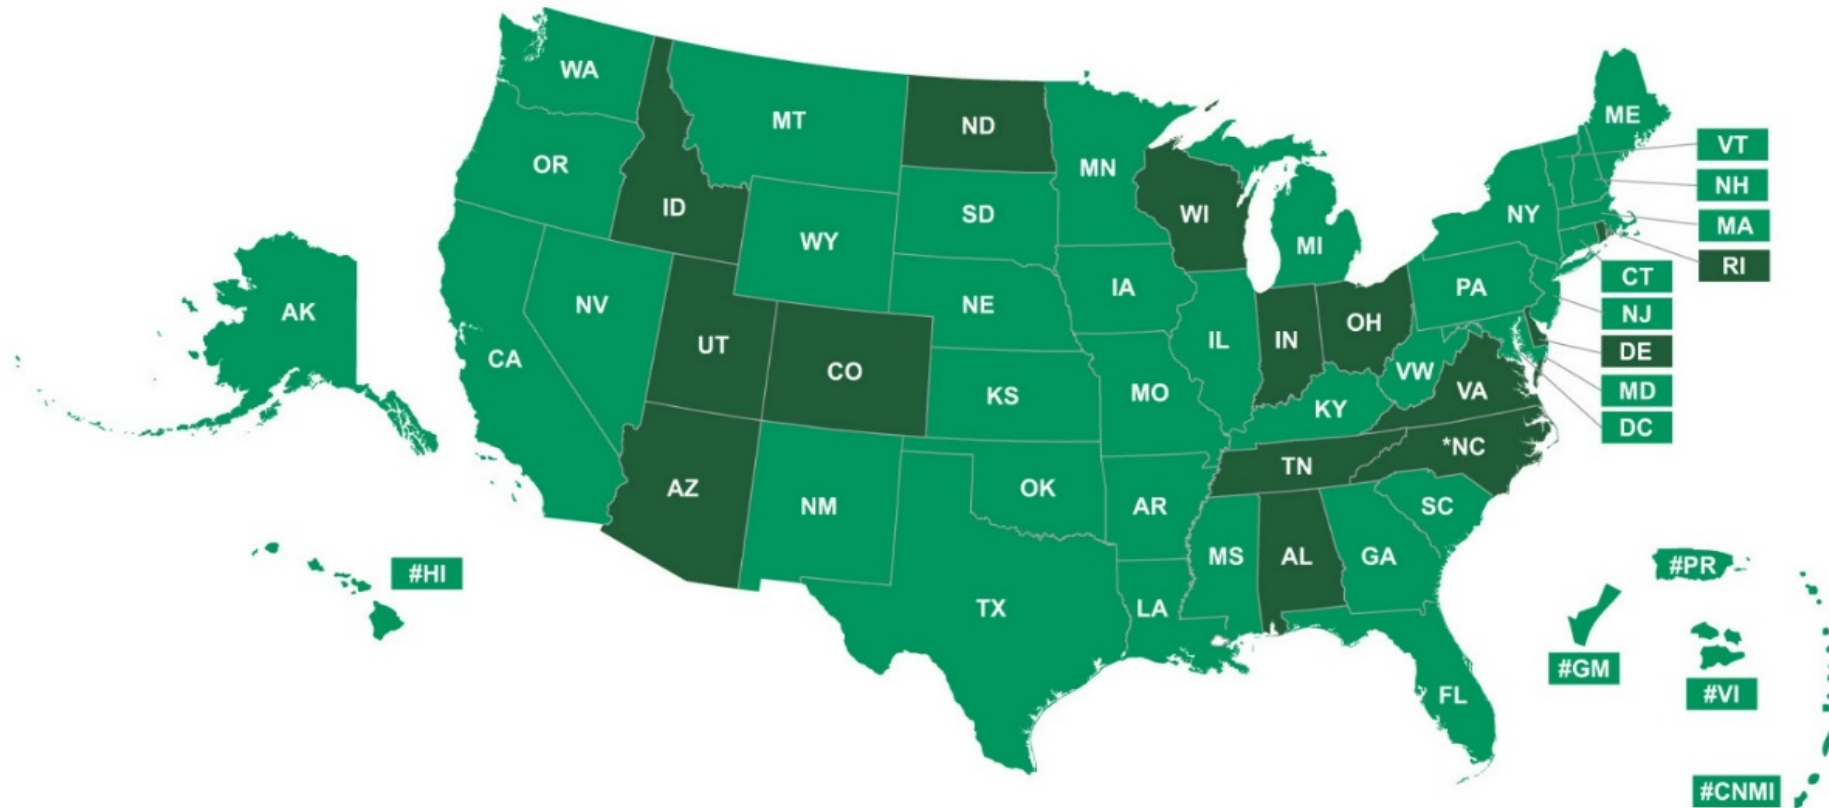 WA
MT
ND
MN
ME
VT
OR
ID
SD
WI
NH
WY
MI
NY
MA
RI
AK
NV
NE
IA
PA
CT
NJ
CA
UT
CO
IL
IN
OH
DE
KS
MO
VW
VA
MD
KY
DC
*NC
AZ
NM
OK
TN
AR
SC
#HI
MS
AL
GA
#PR
TX
LA
#GM
FL
#VI
#CNMI